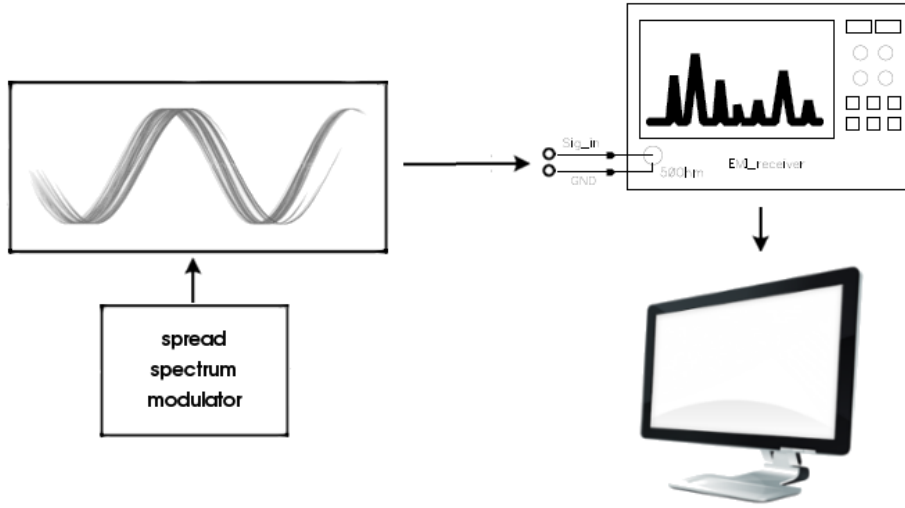 Sig_in
GND
50Ohm
EMI_receiver
spread
spectrum
modulator